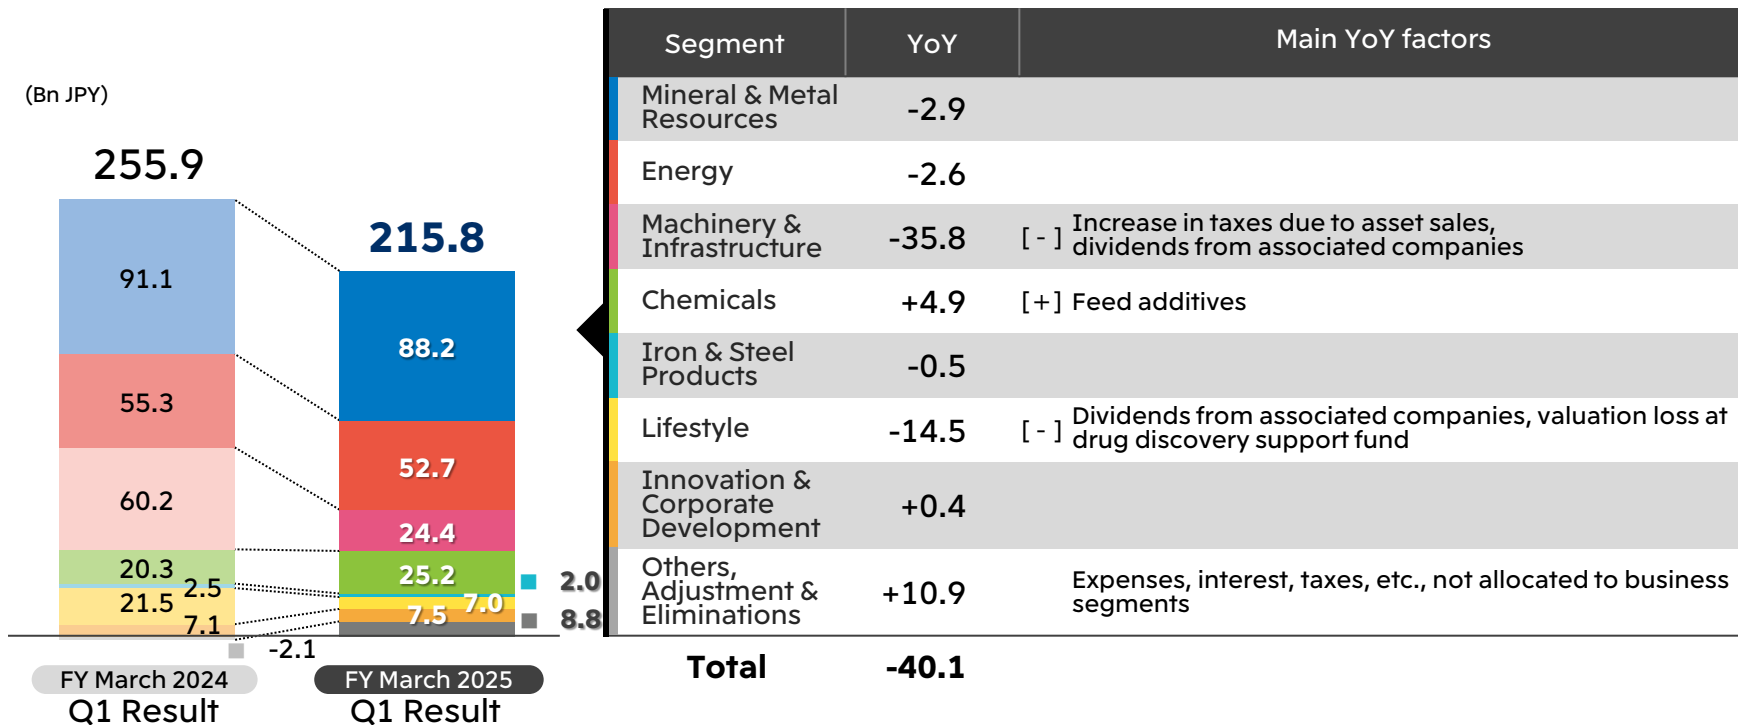 (Bn JPY)
255.9
91.1
55.3
60.2
20.3
2.5
21.5
7.1
-2.1
FY March 2024
Q1 Result
215.8
88.2
52.7
24.4
25.2
2.0
7.0
7.5
8.8
FY March 2025
Q1 Result
Segment YoY Main YoY factors
Mineral & Metal
Resources
-2.9
Energy -2.6
Machinery &
Infrastructure
-35.8
[ - ] Increase in taxes due to asset sales,
dividends from associated companies
Chemicals +4.9 [+] Feed additives
Iron & Steel
Products
-0.5
Lifestyle -14.5
[ - ] Dividends from associated companies, valuation loss at
drug discovery support fund
Innovation &
Corporate
Development
+0.4
Others,
Adjustment &
Eliminations
+10.9
Expenses, interest, taxes, etc., not allocated to business
segments
Total -40.1